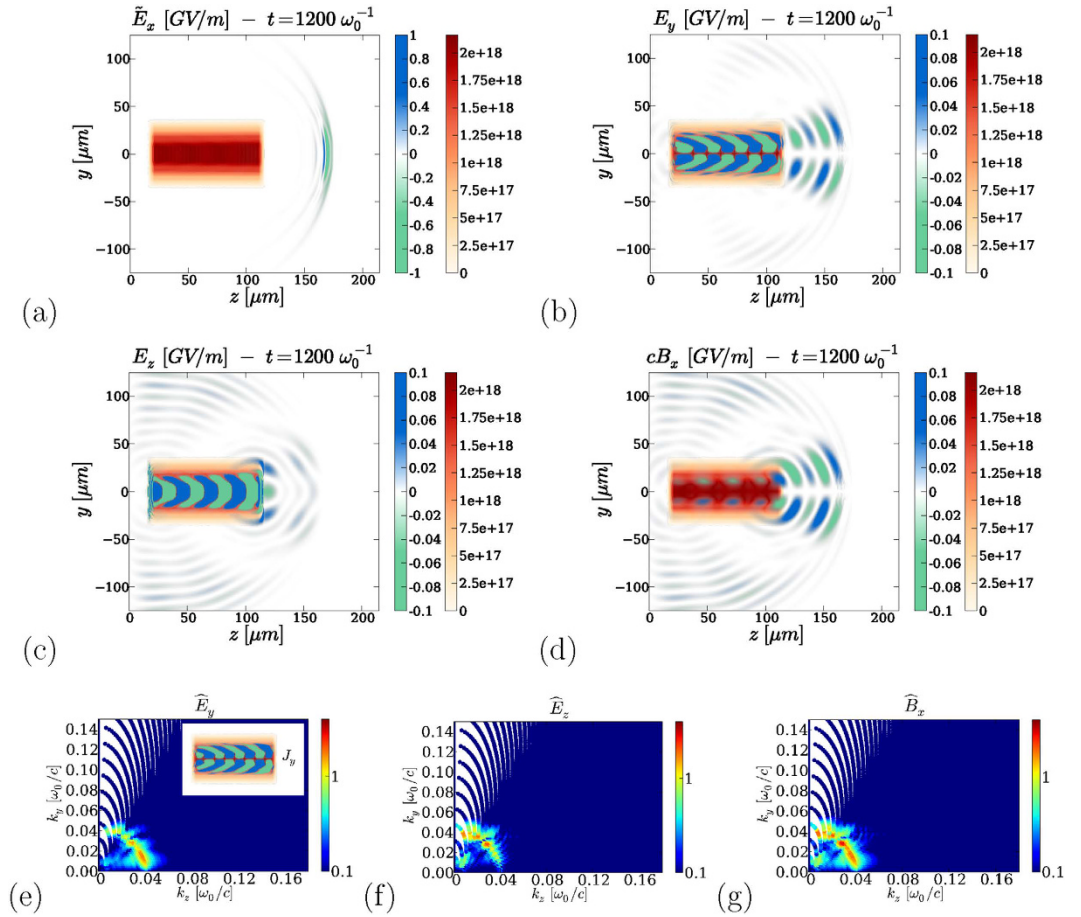 Ẽ_x [GV/m] − t=1200 ω_0^{-1}
E_y [GV/m] − t=1200 ω_0^{-1}
100
50
0
−50
−100
y [μm]
0 50 100 150 200
z [μm]
1
0.8
0.6
0.4
0.2
0
-0.2
-0.4
-0.6
-0.8
-1
2e+18
1.75e+18
1.5e+18
1.25e+18
1e+18
7.5e+17
5e+17
2.5e+17
0
(a)
100
50
0
−50
−100
y [μm]
0 50 100 150 200
z [μm]
0.1
0.08
0.06
0.04
0.02
0
-0.02
-0.04
-0.06
-0.08
-0.1
2e+18
1.75e+18
1.5e+18
1.25e+18
1e+18
7.5e+17
5e+17
2.5e+17
0
(b)
E_z [GV/m] − t=1200 ω_0^{-1}
cB_x [GV/m] − t=1200 ω_0^{-1}
100
50
0
−50
−100
y [μm]
0 50 100 150 200
z [μm]
0.1
0.08
0.06
0.04
0.02
0
-0.02
-0.04
-0.06
-0.08
-0.1
2e+18
1.75e+18
1.5e+18
1.25e+18
1e+18
7.5e+17
5e+17
2.5e+17
0
(c)
100
50
0
−50
−100
y [μm]
0 50 100 150 200
z [μm]
0.1
0.08
0.06
0.04
0.02
0
-0.02
-0.04
-0.06
-0.08
-0.1
2e+18
1.75e+18
1.5e+18
1.25e+18
1e+18
7.5e+17
5e+17
2.5e+17
0
(d)
Ê_y
0.14
0.12
0.10
0.08
0.06
0.04
0.02
0.00
k_y [ω_0/c]
0.04 0.08 0.12 0.16
k_z [ω_0/c]
J_y
1
0.1
(e)
Ê_z
0.14
0.12
0.10
0.08
0.06
0.04
0.02
0.00
k_y [ω_0/c]
0.04 0.08 0.12 0.16
k_z [ω_0/c]
1
0.1
(f)
B̂_x
0.14
0.12
0.10
0.08
0.06
0.04
0.02
0.00
k_y [ω_0/c]
0.04 0.08 0.12 0.16
k_z [ω_0/c]
1
0.1
(g)